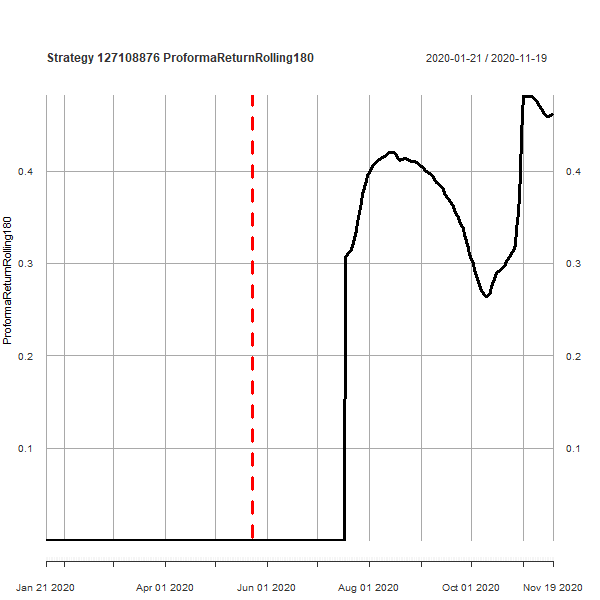 Strategy 127108876 ProformaReturnRolling180
2020-01-21 / 2020-11-19
ProformaReturnRolling180
0.4
0.4
0.3
0.3
0.2
0.2
0.1
0.1
Jan 21 2020
Apr 01 2020
Jun 01 2020
Aug 01 2020
Oct 01 2020
Nov 19 2020